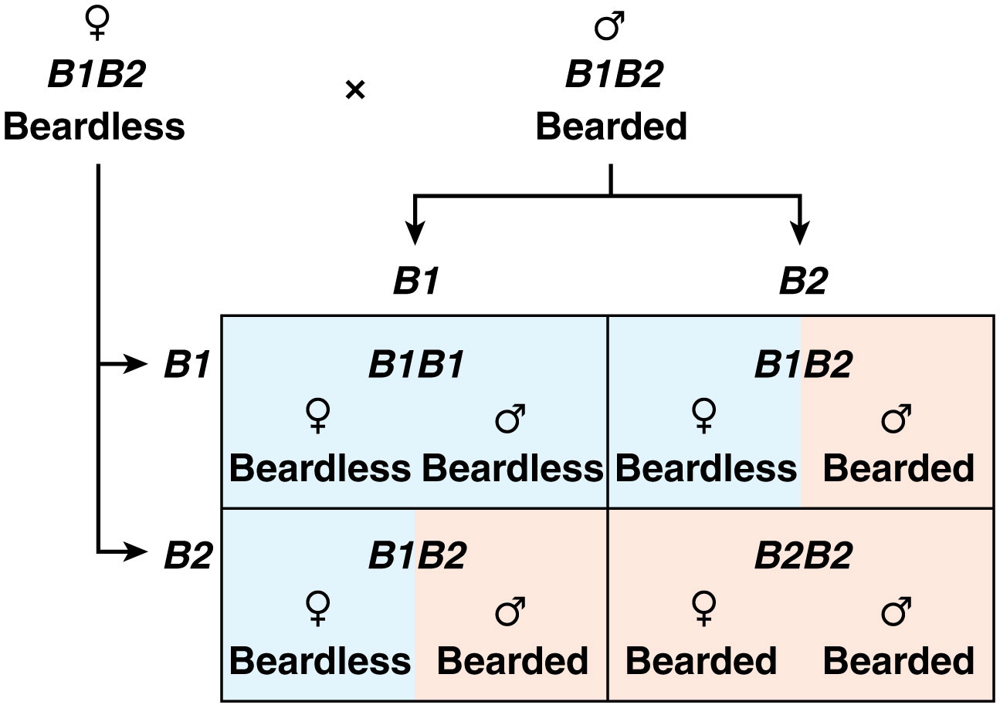 ♀ ♂
B1B2 × B1B2
Beardless Bearded
B1 B2
B1 B1B1 B1B2
♀ ♂ ♀ ♂
Beardless Beardless Beardless Bearded
B2 B1B2 B2B2
♀ ♂ ♀ ♂
Beardless Bearded Bearded Bearded